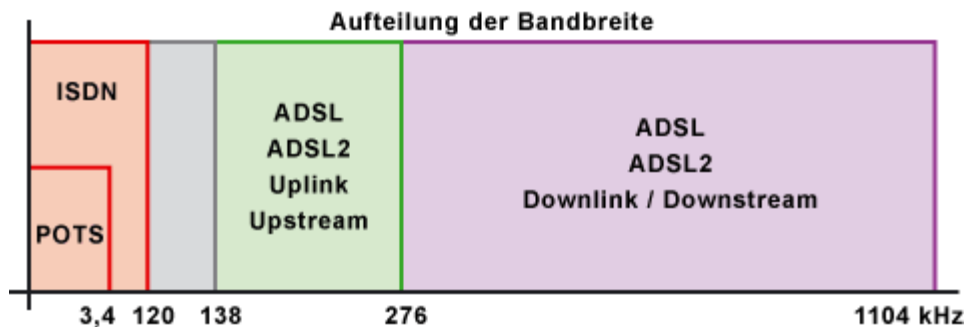 Aufteilung der Bandbreite
ISDN
POTS
ADSL
ADSL2
Uplink
Upstream
ADSL
ADSL2
Downlink / Downstream
3,4 120 138 276 1104 kHz